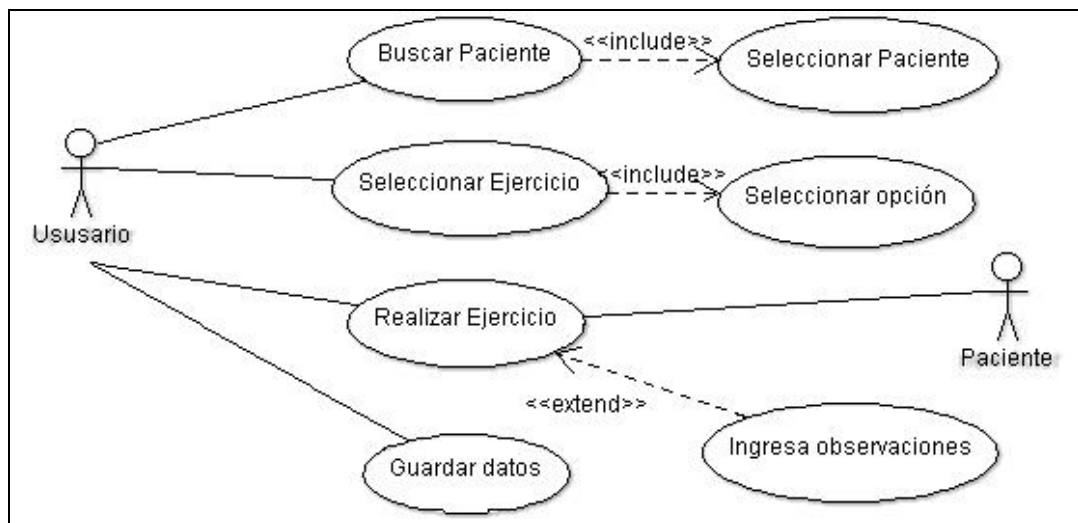 Buscar Paciente
<<include>>
Seleccionar Paciente
Seleccionar Ejercicio
<<include>>
Seleccionar opción
Ususario
Realizar Ejercicio
Paciente
<<extend>>
Ingresa observaciones
Guardar datos